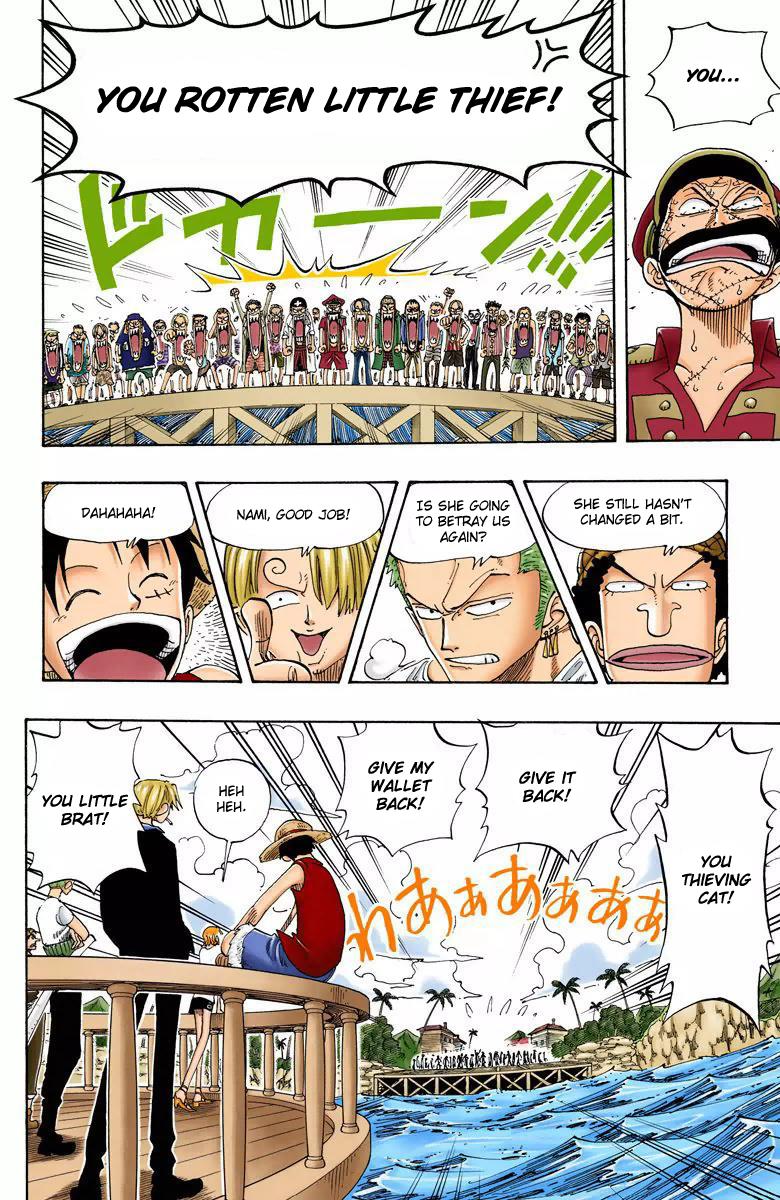 YOU ROTTEN LITTLE THIEF!
YOU...
ドカーン!!!
DAHAHAHA!
NAMI, GOOD JOB!
IS SHE GOING
TO BETRAY US
AGAIN?
SHE STILL HASN'T
CHANGED A BIT.
YOU LITTLE
BRAT!
HEH
HEH.
GIVE MY
WALLET
BACK!
GIVE IT
BACK!
YOU
THIEVING
CAT!
わあぁあぁあぁぁ